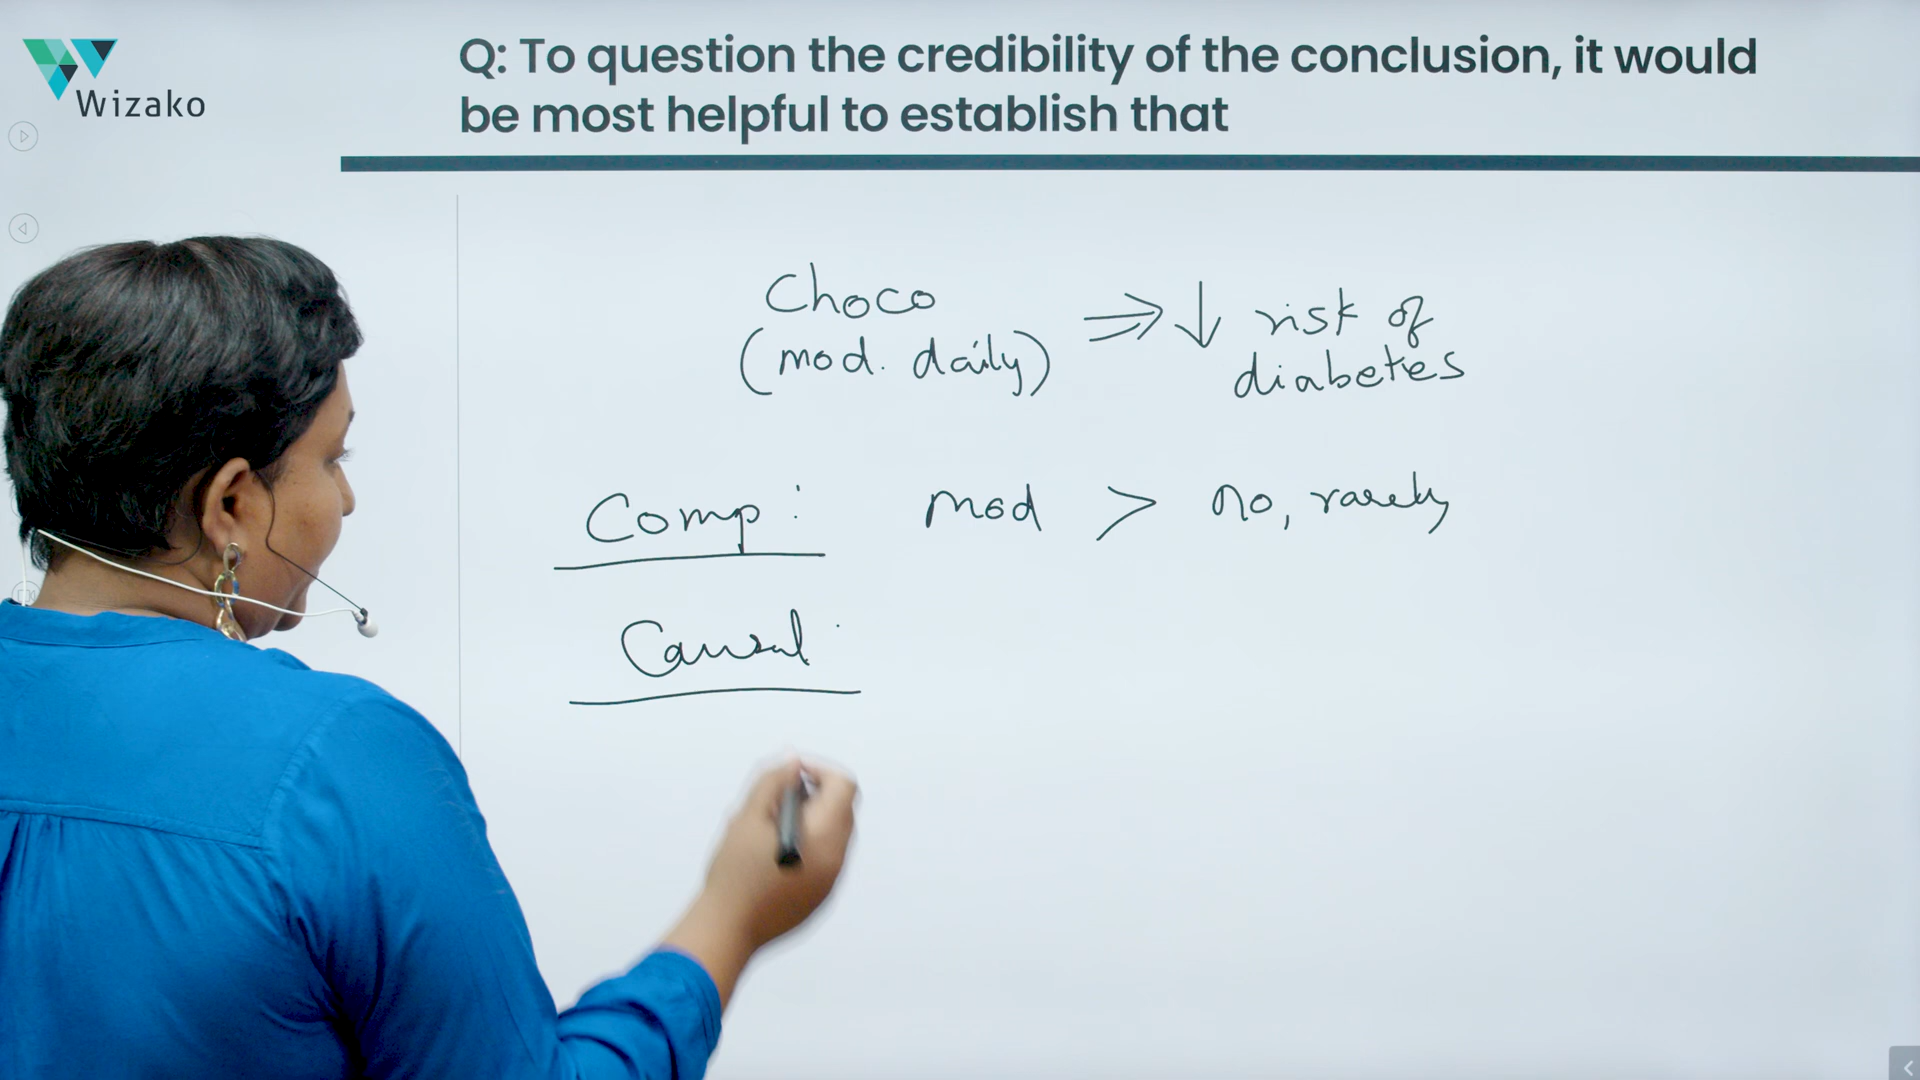 Wizako
Q: To question the credibility of the conclusion, it would
be most helpful to establish that
Choco
(mod. daily)
⇒ ↓ risk of
diabetes
Comp: mod > no, rarely
Causal